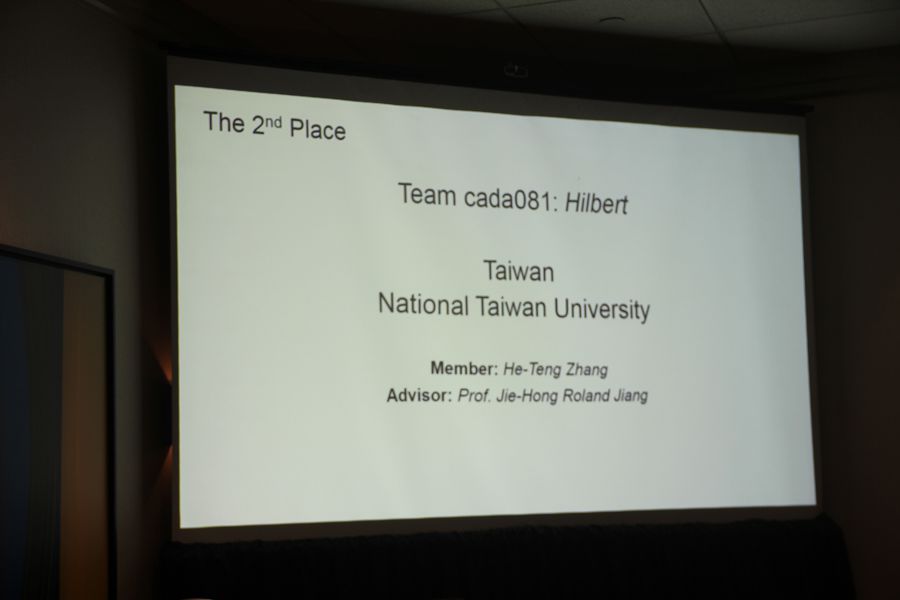 The 2nd Place
Team cada081: Hilbert
Taiwan
National Taiwan University
Member: He-Teng Zhang
Advisor: Prof. Jie-Hong Roland Jiang